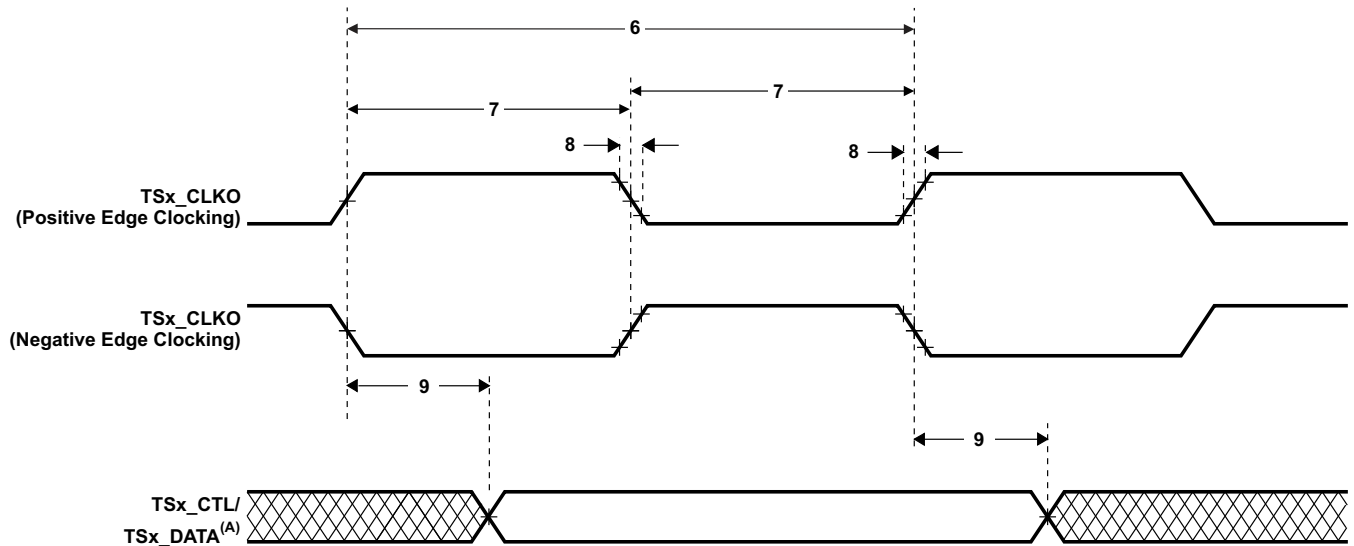 6
7
7
8
8
TSx_CLKO
(Positive Edge Clocking)
TSx_CLKO
(Negative Edge Clocking)
9
9
TSx_CTL/
TSx_DATA(A)